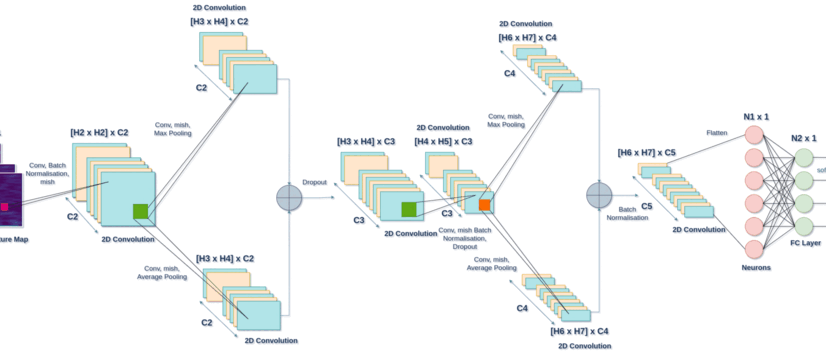 2D Convolution
[H3 x H4] x C2
C2
Conv, mish,
Max Pooling
[H2 x H2] x C2
Conv, Batch
Normalisation,
mish
C2
2D Convolution
ture Map
Conv, mish,
Average Pooling
[H3 x H4] x C2
C2
2D Convolution
Dropout
[H3 x H4] x C3
C3
2D Convolution
2D Convolution
[H4 x H5] x C3
C3
Conv, mish Batch
Normalisation,
Dropout
2D Convolution
[H6 x H7] x C4
C4
Conv, mish,
Max Pooling
Conv, mish,
Average Pooling
C4
[H6 x H7] x C4
2D Convolution
Batch
Normalisation
[H6 x H7] x C5
C5
2D Convolution
Flatten
N1 x 1
Neurons
N2 x 1
FC Layer